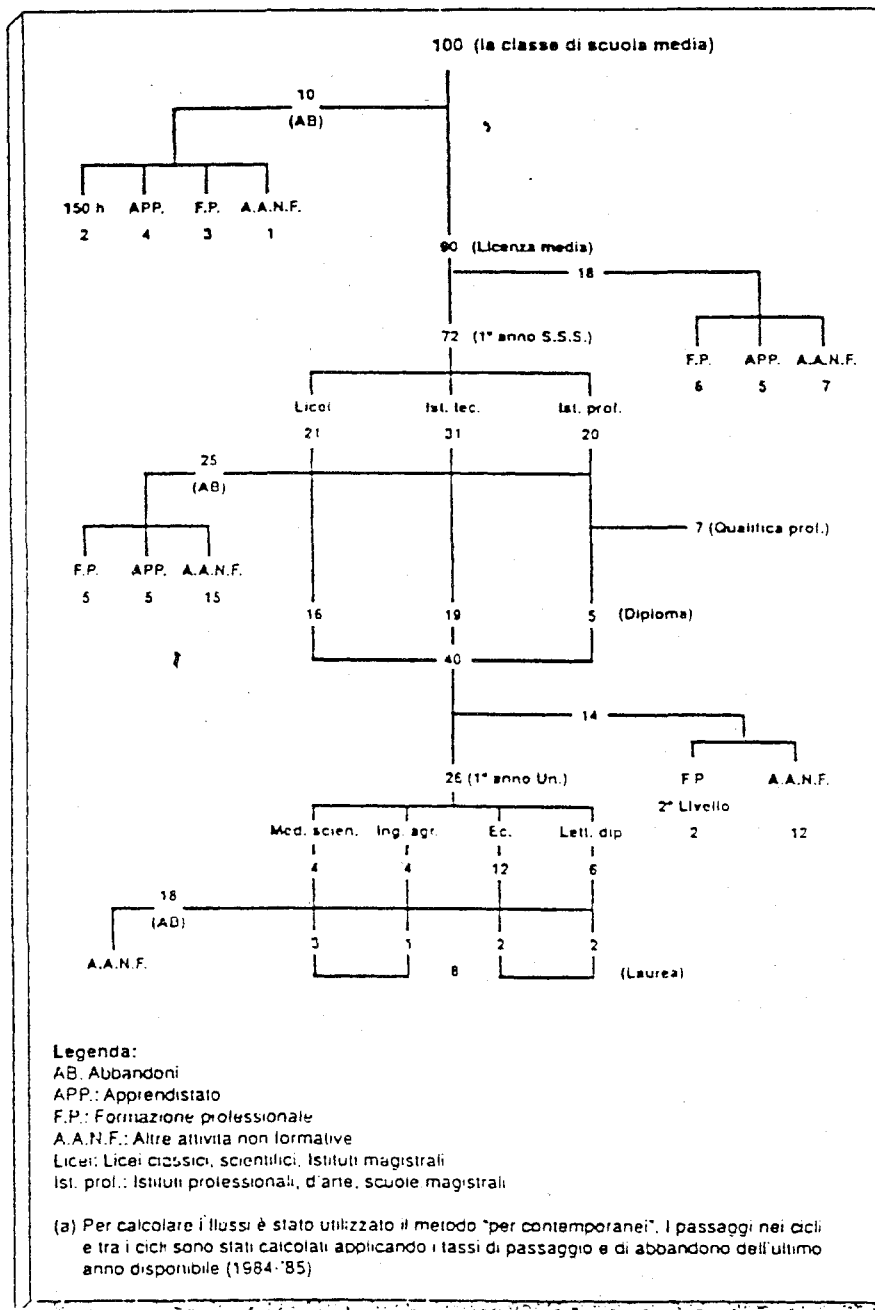 100 (la classe di scuola media)
10
(AB)
150 h APP. F.P. A.A.N.F.
2 4 3 1
90 (Licenza media)
18
72 (1° anno S.S.S.)
F.P. APP. A.A.N.F.
6 5 7
Licei Ist. tec. Ist. prof.
21 31 20
25
(AB)
7 (Qualifica prof.)
F.P. APP. A.A.N.F.
5 5 15
16 19 5 (Diploma)
40
14
26 (1° anno Un.)
F.P. A.A.N.F.
2° Livello
2 12
Med. scien. Ing. agr. Ec. Lett. dip
4 4 12 6
18
(AB)
3 1 2 2
A.A.N.F.
8 (Laurea)
Legenda:
AB. Abbandoni
APP.: Apprendistato
F.P.: Formazione professionale
A.A.N.F.: Altre attività non formative
Licei: Licei classici, scientifici, Istituti magistrali
Ist. prof.: Istituti professionali, d'arte, scuole magistrali
(a) Per calcolare i flussi è stato utilizzato il metodo "per contemporanei". I passaggi nei cicli
e tra i cicli sono stati calcolati applicando i tassi di passaggio e di abbandono dell'ultimo
anno disponibile (1984-'85)